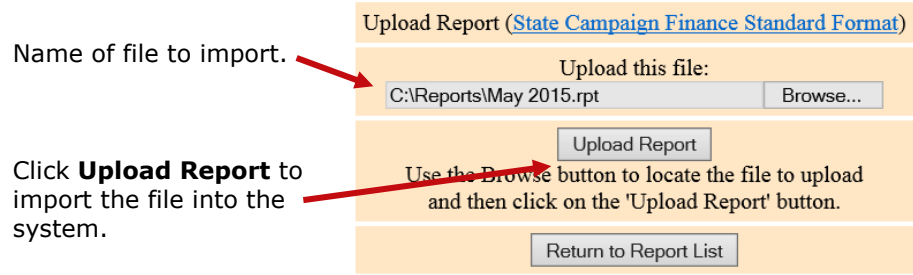 Upload Report (State Campaign Finance Standard Format)
Name of file to import.
Upload this file:
C:\Reports\May 2015.rpt Browse...
Upload Report
Click Upload Report to
import the file into the
system.
Use the Browse button to locate the file to upload
and then click on the 'Upload Report' button.
Return to Report List